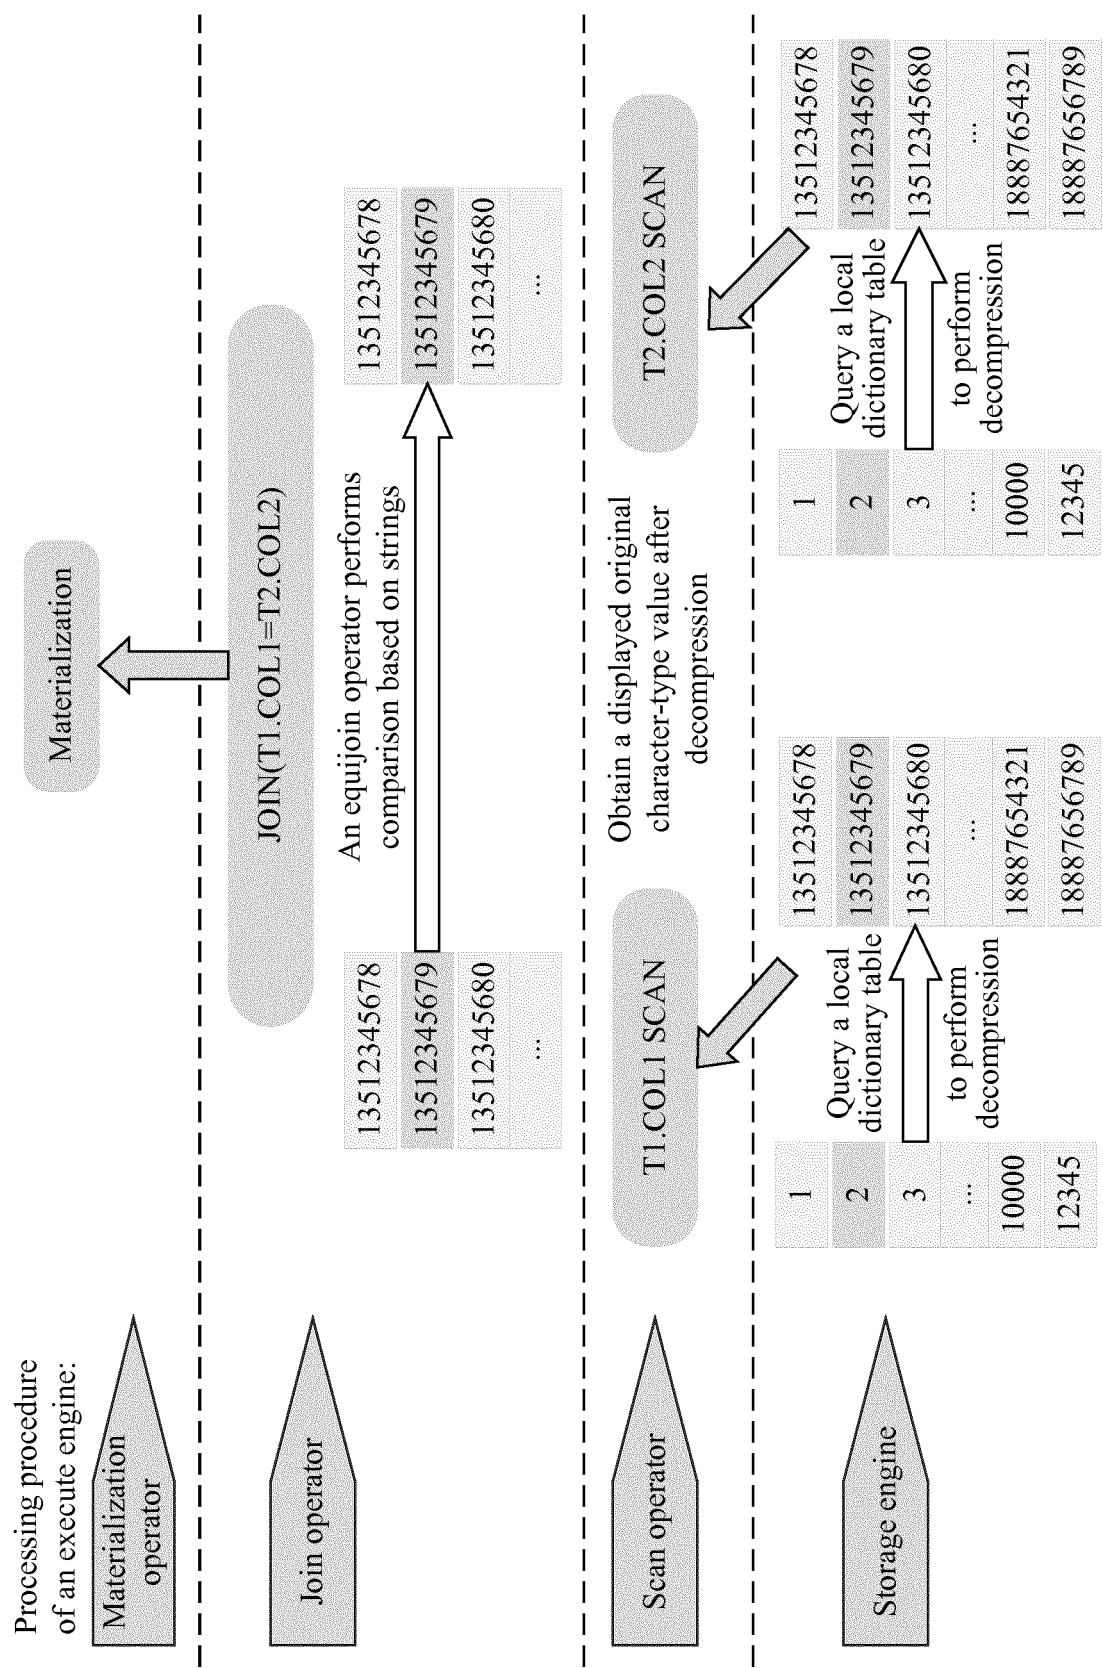 Processing procedure
of an execute engine:
Materialization
operator
Materialization
Join operator
JOIN(T1.COL1=T2.COL2)
13512345678
13512345679
13512345680
...
An equijoin operator performs
comparison based on strings
13512345678
13512345679
13512345680
...
Scan operator
T1.COL1 SCAN
Obtain a displayed original
character-type value after
decompression
T2.COL2 SCAN
Storage engine
1
2
3
...
10000
12345
Query a local
dictionary table
to perform
decompression
13512345678
13512345679
13512345680
...
18887654321
18887656789
1
2
3
...
10000
12345
Query a local
dictionary table
to perform
decompression
13512345678
13512345679
13512345680
...
18887654321
18887656789